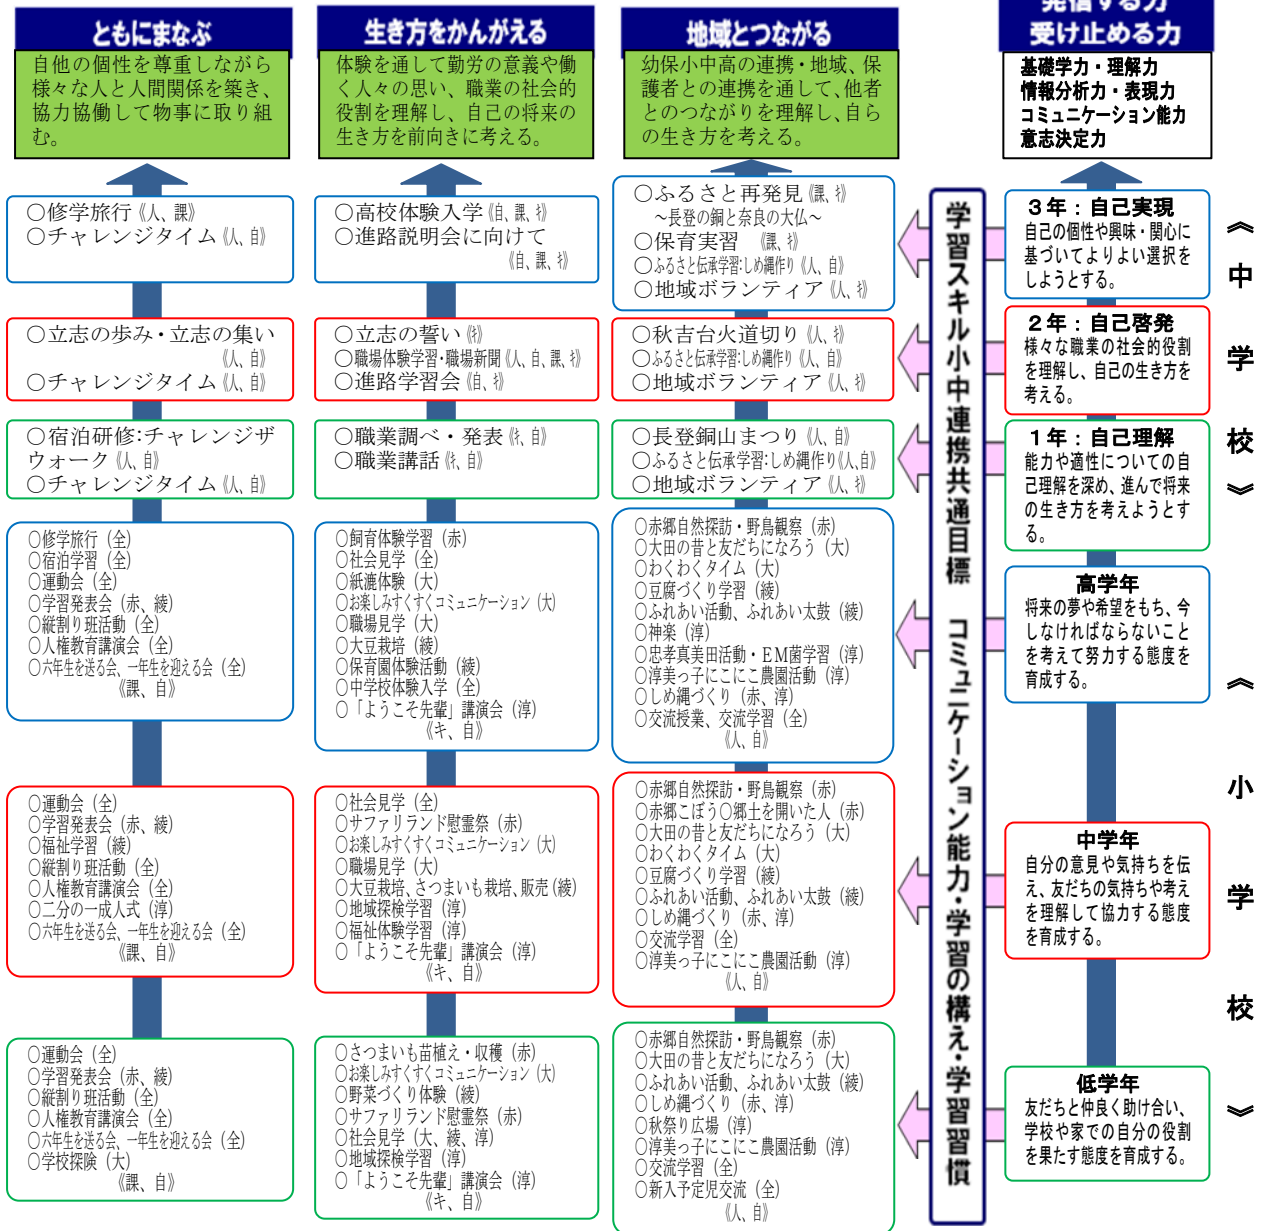 ともにまなぶ
自他の個性を尊重しながら
様々な人と人間関係を築き、
協力協働して物事に取り組
む。
生き方をかんがえる
体験を通して勤労の意義や働
く人々の思い、職業の社会的
役割を理解し、自己の将来の
生き方を前向きに考える。
地域とつながる
幼保小中高の連携・地域、保
護者との連携を通して、他者
とのつながりを理解し、自ら
の生き方を考える。
発信する力
受け止める力
基礎学力・理解力
情報分析力・表現力
コミュニケーション能力
意志決定力
○修学旅行《人、課》
○チャレンジタイム《人、自》
○高校体験入学《自、課、ｷ》
○進路説明会に向けて
《自、課、ｷ》
○ふるさと再発見《課、ｷ》
～長登の銅と奈良の大仏～
○保育実習　《課、ｷ》
○ふるさと伝承学習:しめ縄作り《人、自》
○地域ボランティア《人、ｷ》
3年：自己実現
自己の個性や興味・関心に
基づいてよりよい選択を
しようとする。
○立志の歩み・立志の集い
《人、自》
○チャレンジタイム《人、自》
○立志の誓い《ｷ》
○職場体験学習・職場新聞《人、自、課、ｷ》
○進路学習会《自、ｷ》
○秋吉台火道切り《人、ｷ》
○ふるさと伝承学習:しめ縄作り《人、自》
○地域ボランティア《人、ｷ》
2年：自己啓発
様々な職業の社会的役割
を理解し、自己の生き方を
考える。
○宿泊研修:チャレンジザ
ウォーク《人、自》
○チャレンジタイム《人、自》
○職業調べ・発表《ｷ、自》
○職業講話《ｷ、自》
○長登銅山まつり《人、自》
○ふるさと伝承学習:しめ縄作り《人、自》
○地域ボランティア《人、ｷ》
1年：自己理解
能力や適性についての自
己理解を深め、進んで将来
の生き方を考えようとす
る。
○修学旅行（全）
○宿泊学習（全）
○運動会（全）
○学習発表会（赤、綾）
○縦割り班活動（全）
○人権教育講演会（全）
○六年生を送る会、一年生を迎える会（全）
《課、自》
○飼育体験学習（赤）
○社会見学（全）
○紙漉体験（大）
○お楽しみすくすくコミュニケーション（大）
○職場見学（大）
○大豆栽培（綾）
○保育園体験活動（綾）
○中学校体験入学（全）
○「ようこそ先輩」講演会（淳）
《キ、自》
○赤郷自然探訪・野鳥観察（赤）
○大田の昔と友だちになろう（大）
○わくわくタイム（大）
○豆腐づくり学習（綾）
○ふれあい活動、ふれあい太鼓（綾）
○神楽（淳）
○忠孝真美田活動・ＥＭ菌学習（淳）
○淳美っ子にこにこ農園活動（淳）
○しめ縄づくり（赤、淳）
○交流授業、交流学習（全）
《人、自》
高学年
将来の夢や希望をもち、今
しなければならないこと
を考えて努力する態度を
育成する。
○運動会（全）
○学習発表会（赤、綾）
○福祉学習（綾）
○縦割り班活動（全）
○人権教育講演会（全）
○二分の一成人式（淳）
○六年生を送る会、一年生を迎える会（全）
《課、自》
○社会見学（全）
○サファリランド慰霊祭（赤）
○お楽しみすくすくコミュニケーション（大）
○職場見学（大）
○大豆栽培、さつまいも栽培、販売（綾）
○地域探検学習（淳）
○福祉体験学習（淳）
○「ようこそ先輩」講演会（淳）
《キ、自》
○赤郷自然探訪・野鳥観察（赤）
○赤郷こぼう○郷土を開いた人（赤）
○大田の昔と友だちになろう（大）
○わくわくタイム（大）
○豆腐づくり学習（綾）
○ふれあい活動、ふれあい太鼓（綾）
○しめ縄づくり（赤、淳）
○交流学習（全）
○淳美っ子にこにこ農園活動（淳）
《人、自》
中学年
自分の意見や気持ちを伝
え、友だちの気持ちや考え
を理解して協力する態度
を育成する。
○運動会（全）
○学習発表会（赤、綾）
○縦割り班活動（全）
○人権教育講演会（全）
○六年生を送る会、一年生を迎える会（全）
○学校探険（大）
《課、自》
○さつまいも苗植え・収穫（赤）
○お楽しみすくすくコミュニケーション（大）
○野菜づくり体験（綾）
○サファリランド慰霊祭（赤）
○社会見学（大、綾、淳）
○地域探検学習（淳）
○「ようこそ先輩」講演会（淳）
《キ、自》
○赤郷自然探訪・野鳥観察（赤）
○大田の昔と友だちになろう（大）
○ふれあい活動、ふれあい太鼓（綾）
○しめ縄づくり（赤、淳）
○秋祭り広場（淳）
○淳美っ子にこにこ農園活動（淳）
○交流学習（全）
○新入予定児交流（全）
《人、自》
低学年
友だちと仲良く助け合い、
学校や家での自分の役割
を果たす態度を育成する。
学習スキル小中連携共通目標　コミュニケーション能力・学習の構え・学習習慣
《中学校》
《小学校》